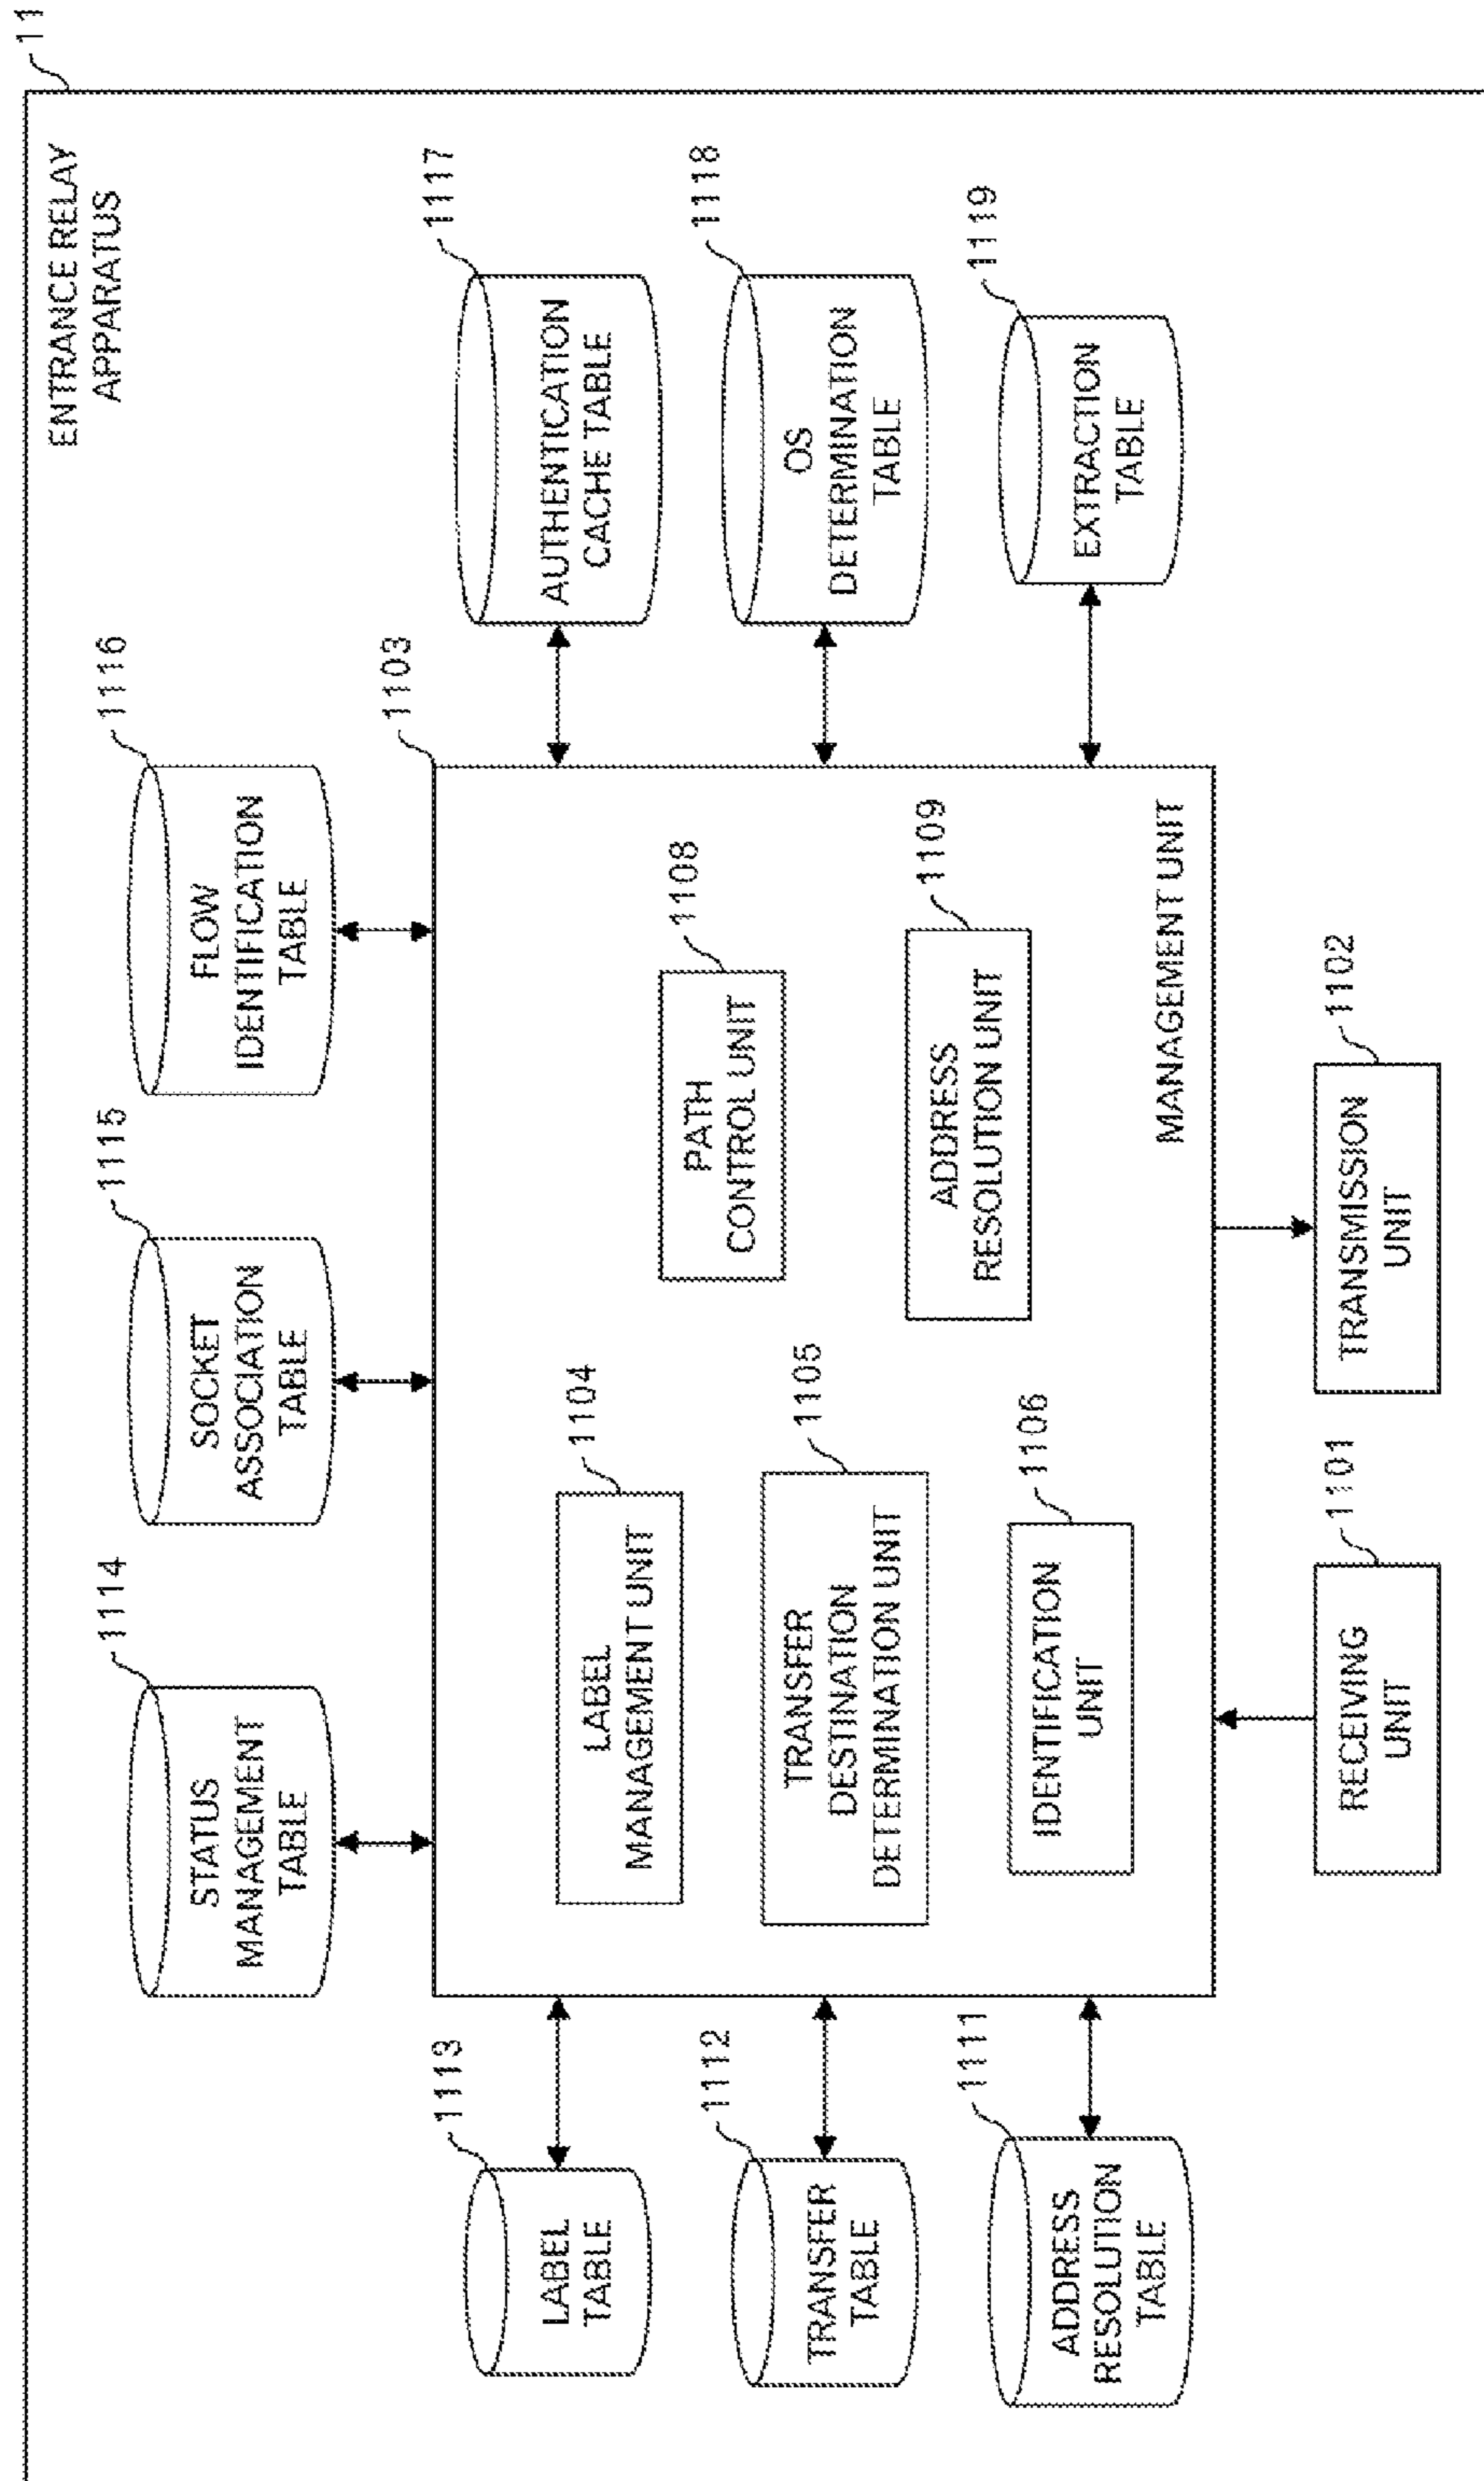 11
ENTRANCE RELAY
APPARATUS
1114
STATUS
MANAGEMENT
TABLE
1115
SOCKET
ASSOCIATION
TABLE
1116
FLOW
IDENTIFICATION
TABLE
1113
LABEL
TABLE
1112
TRANSFER
TABLE
1111
ADDRESS
RESOLUTION
TABLE
1103
1104
LABEL
MANAGEMENT UNIT
1105
TRANSFER
DESTINATION
DETERMINATION UNIT
1106
IDENTIFICATION
UNIT
1108
PATH
CONTROL UNIT
1109
ADDRESS
RESOLUTION UNIT
MANAGEMENT UNIT
1117
AUTHENTICATION
CACHE TABLE
1118
OS
DETERMINATION
TABLE
1119
EXTRACTION
TABLE
1101
RECEIVING
UNIT
1102
TRANSMISSION
UNIT